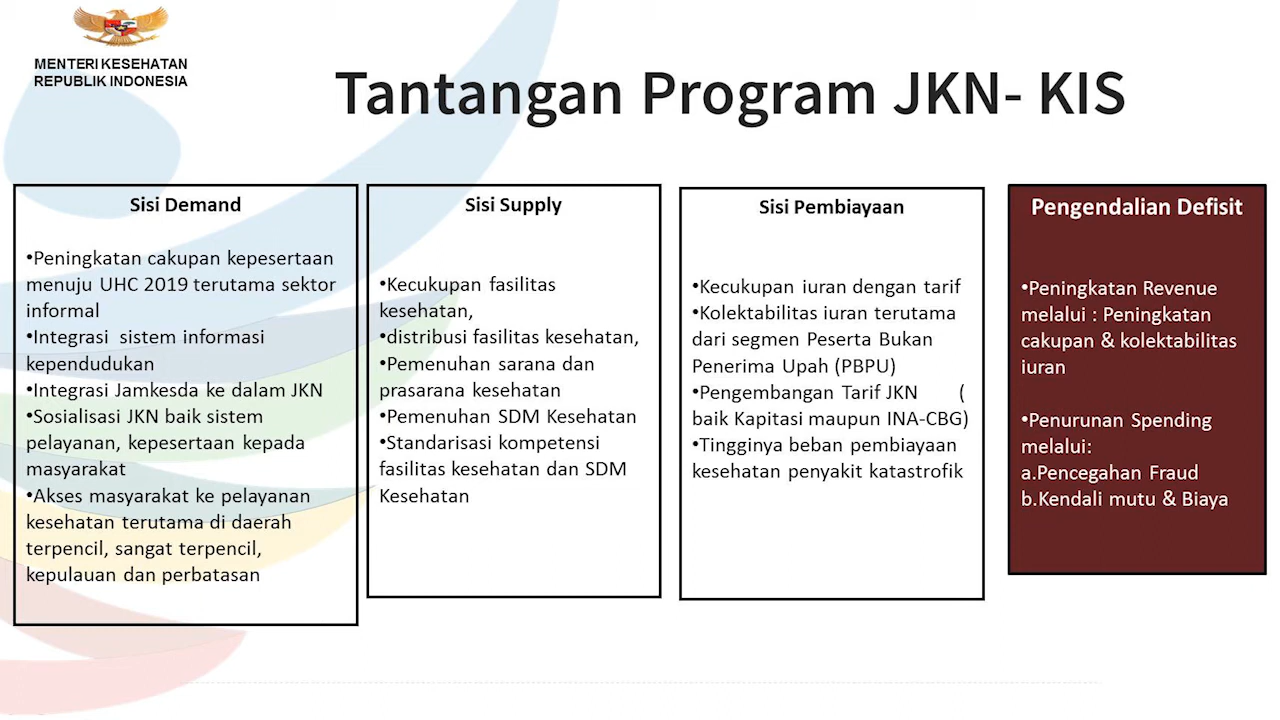 MENTERI KESEHATAN
REPUBLIK INDONESIA
Tantangan Program JKN- KIS
Sisi Demand
•Peningkatan cakupan kepesertaan
menuju UHC 2019 terutama sektor
informal
•Integrasi sistem informasi
kependudukan
•Integrasi Jamkesda ke dalam JKN
•Sosialisasi JKN baik sistem
pelayanan, kepesertaan kepada
masyarakat
•Akses masyarakat ke pelayanan
kesehatan terutama di daerah
terpencil, sangat terpencil,
kepulauan dan perbatasan
Sisi Supply
•Kecukupan fasilitas
kesehatan,
•distribusi fasilitas kesehatan,
•Pemenuhan sarana dan
prasarana kesehatan
•Pemenuhan SDM Kesehatan
•Standarisasi kompetensi
fasilitas kesehatan dan SDM
Kesehatan
Sisi Pembiayaan
•Kecukupan iuran dengan tarif
•Kolektabilitas iuran terutama
dari segmen Peserta Bukan
Penerima Upah (PBPU)
•Pengembangan Tarif JKN (
baik Kapitasi maupun INA-CBG)
•Tingginya beban pembiayaan
kesehatan penyakit katastrofik
Pengendalian Defisit
•Peningkatan Revenue
melalui : Peningkatan
cakupan & kolektabilitas
iuran
•Penurunan Spending
melalui:
a.Pencegahan Fraud
b.Kendali mutu & Biaya